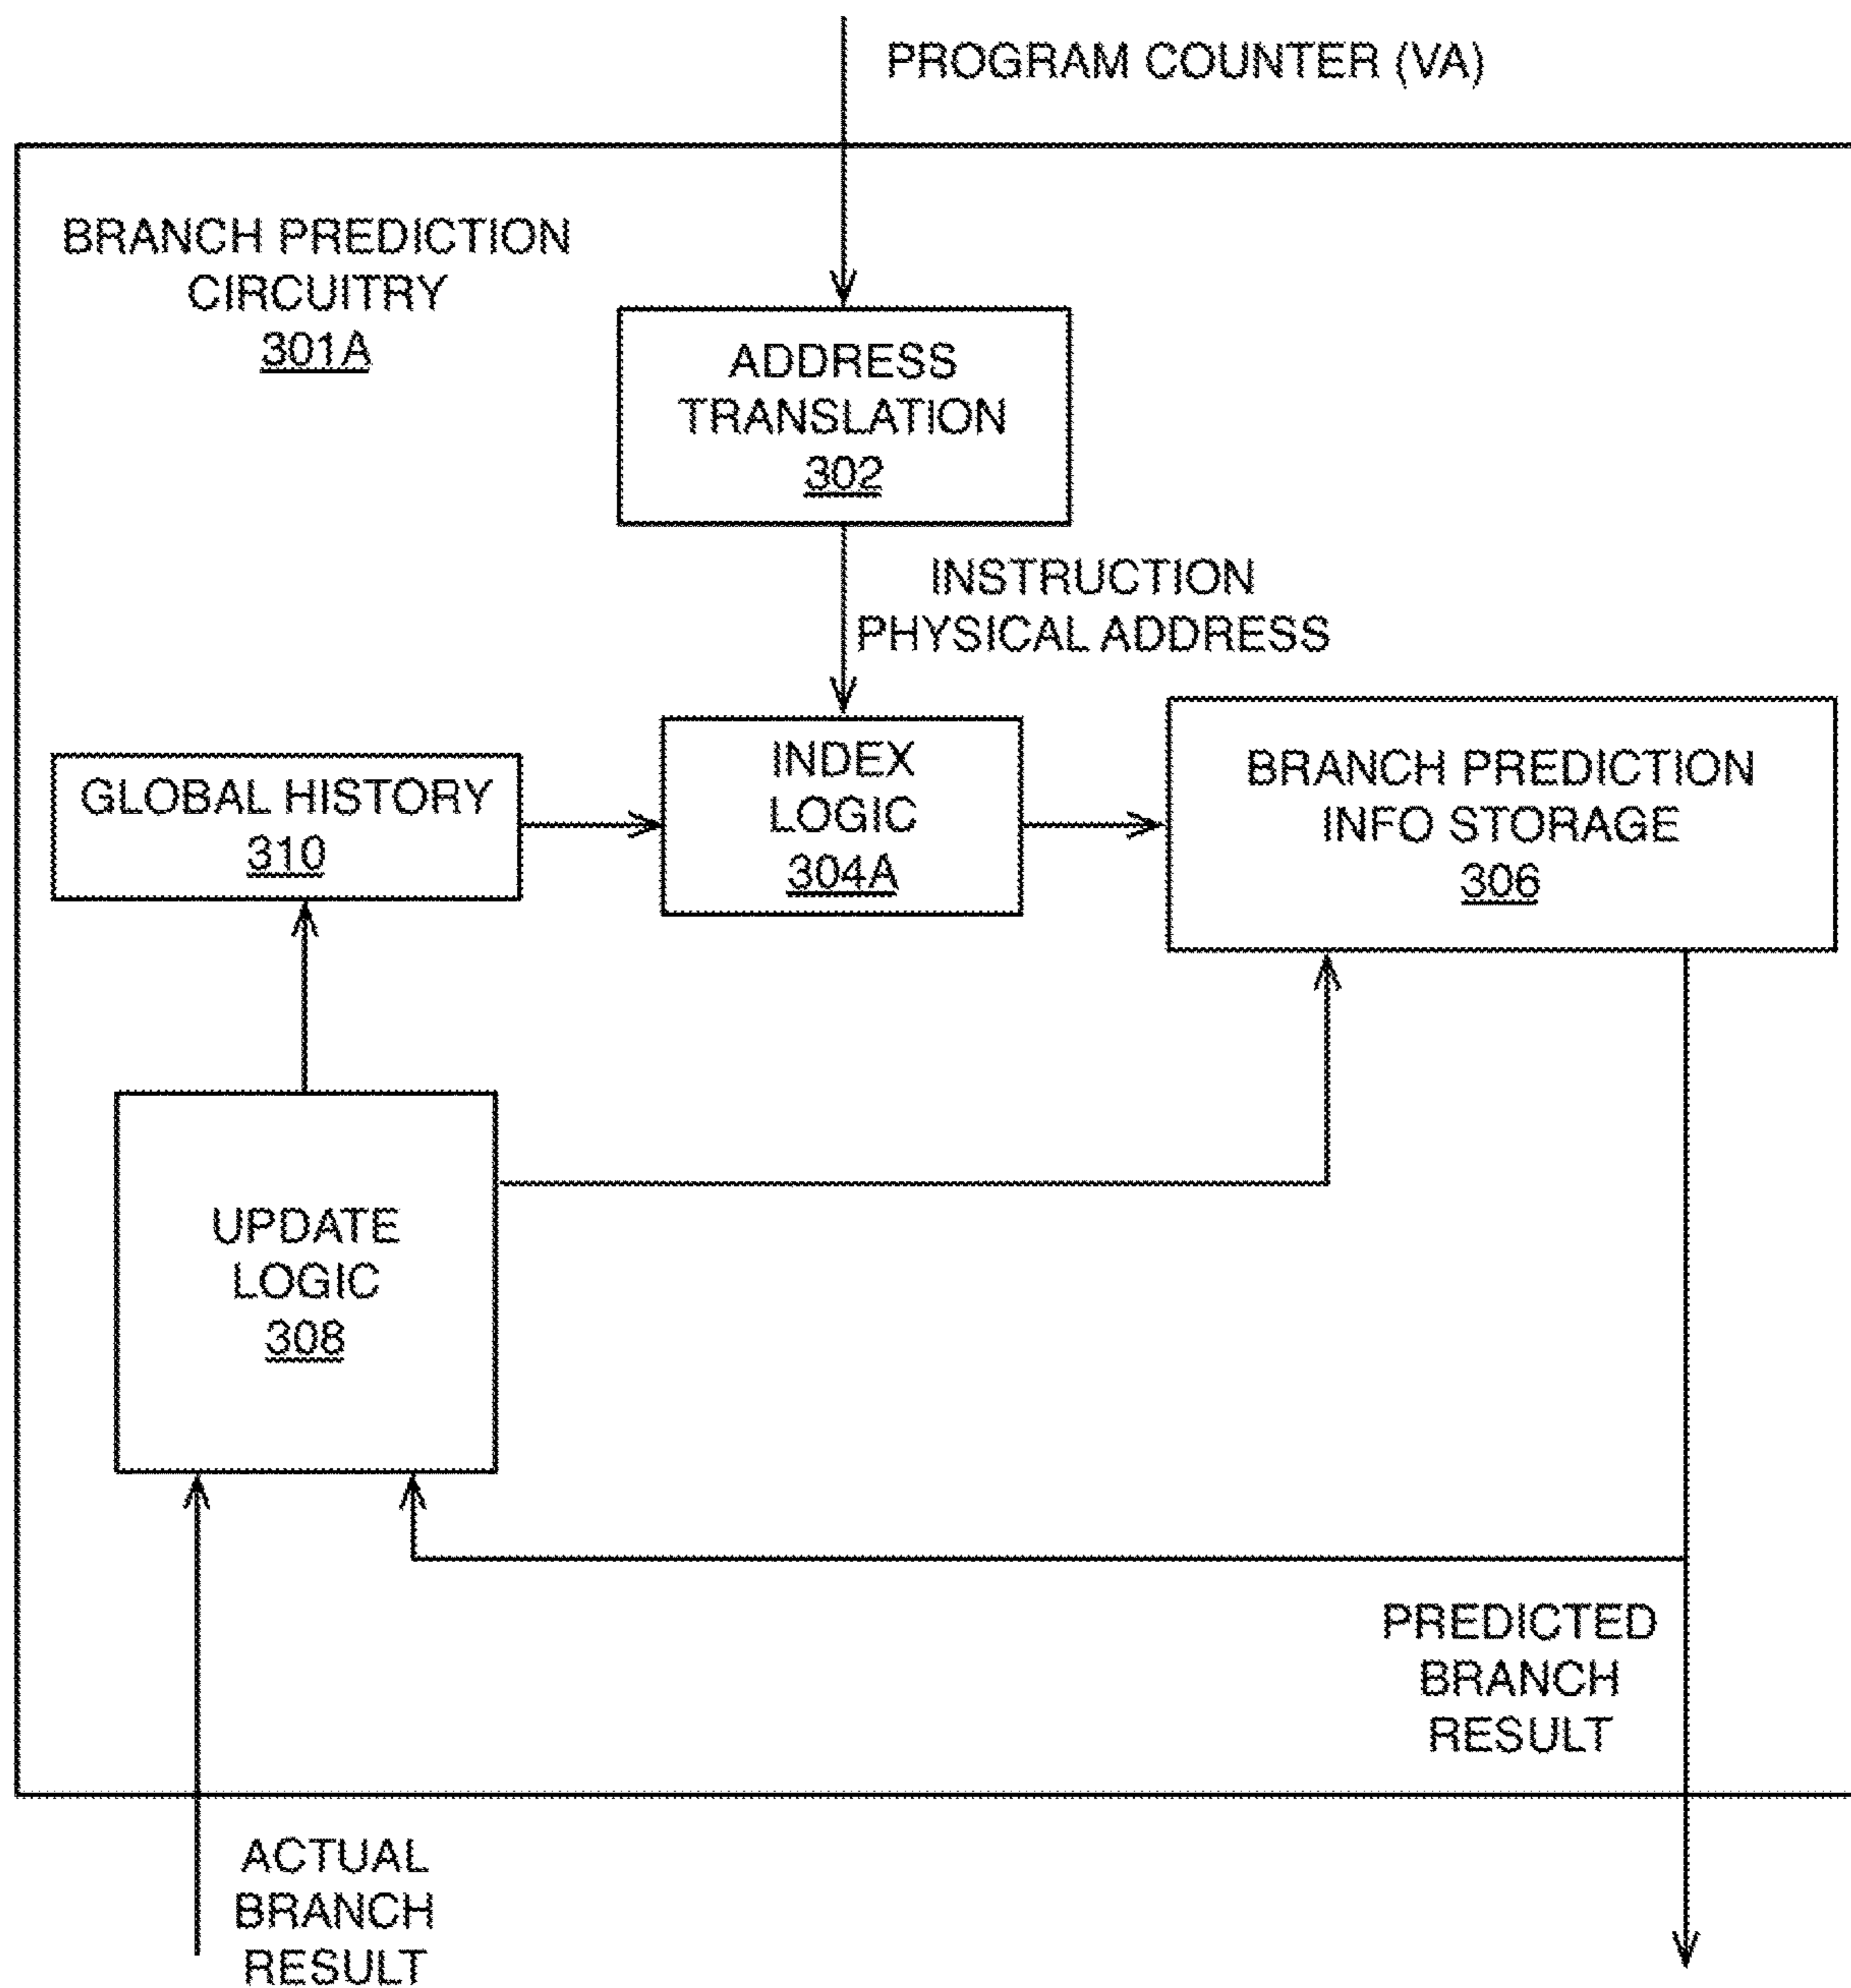 PROGRAM COUNTER (VA)
BRANCH PREDICTION
CIRCUITRY
301A
ADDRESS
TRANSLATION
302
INSTRUCTION
PHYSICAL ADDRESS
GLOBAL HISTORY
310
INDEX
LOGIC
304A
BRANCH PREDICTION
INFO STORAGE
306
UPDATE
LOGIC
308
PREDICTED
BRANCH
RESULT
ACTUAL
BRANCH
RESULT